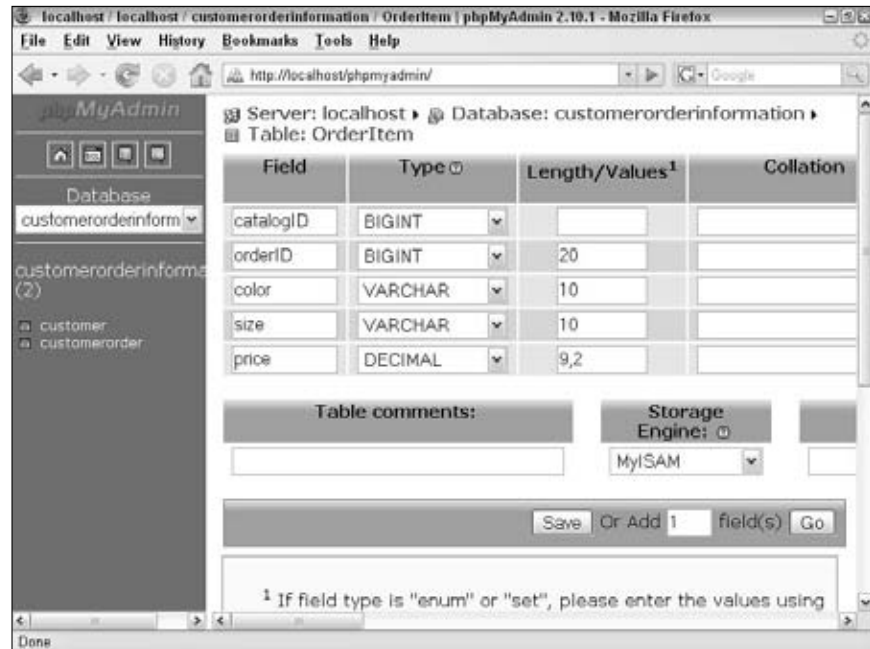 localhost / localhost / customerorderinformation / OrderItem | phpMyAdmin 2.10.1 - Mozilla Firefox
File Edit View History Bookmarks Tools Help
http://localhost/phpmyadmin/
Google
phpMyAdmin
Database
customerorderinform
customerorderinforma
(2)
customer
customerorder
Server: localhost Database: customerorderinformation
Table: OrderItem
Field Type Length/Values1 Collation
catalogID BIGINT
orderID BIGINT 20
color VARCHAR 10
size VARCHAR 10
price DECIMAL 9,2
Table comments: Storage
Engine:
MyISAM
Save Or Add 1 field(s) Go
1 If field type is "enum" or "set", please enter the values using
Done